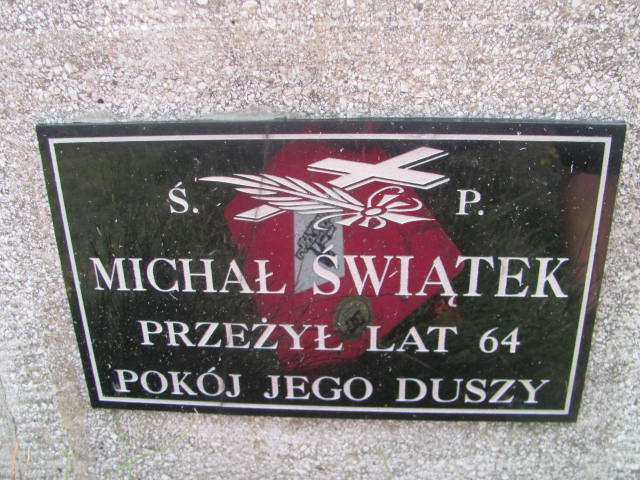 Ś. P.
MICHAŁ ŚWIĄTEK
PRZEŻYŁ LAT 64
POKÓJ JEGO DUSZY